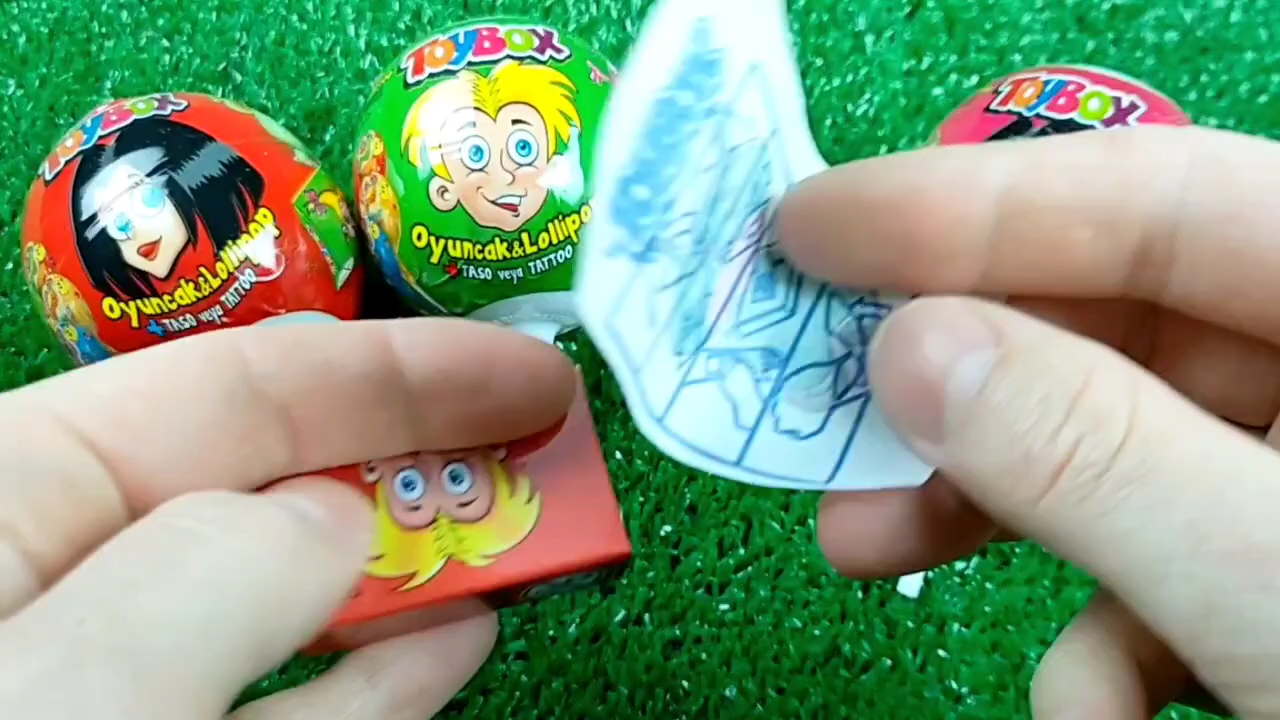 TOYBOX
Oyuncak&Lollipop
+ TASO veya TATTOO
TOYBOX
Oyuncak&Lollipo
+ TASO veya TATTOO
TOYBOX